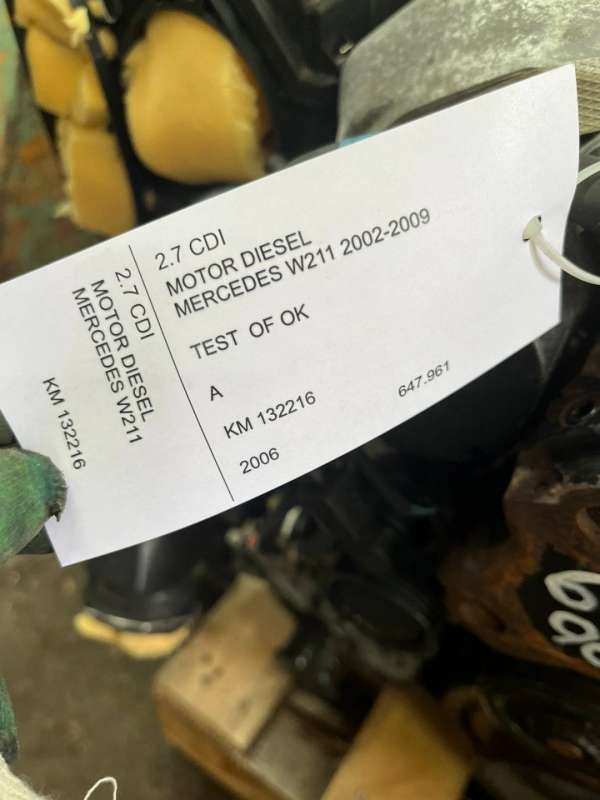 2.7 CDI
MOTOR DIESEL
MERCEDES W211
KM 132216
2.7 CDI
MOTOR DIESEL
MERCEDES W211 2002-2009
TEST OF OK
A
KM 132216
647.961
2006